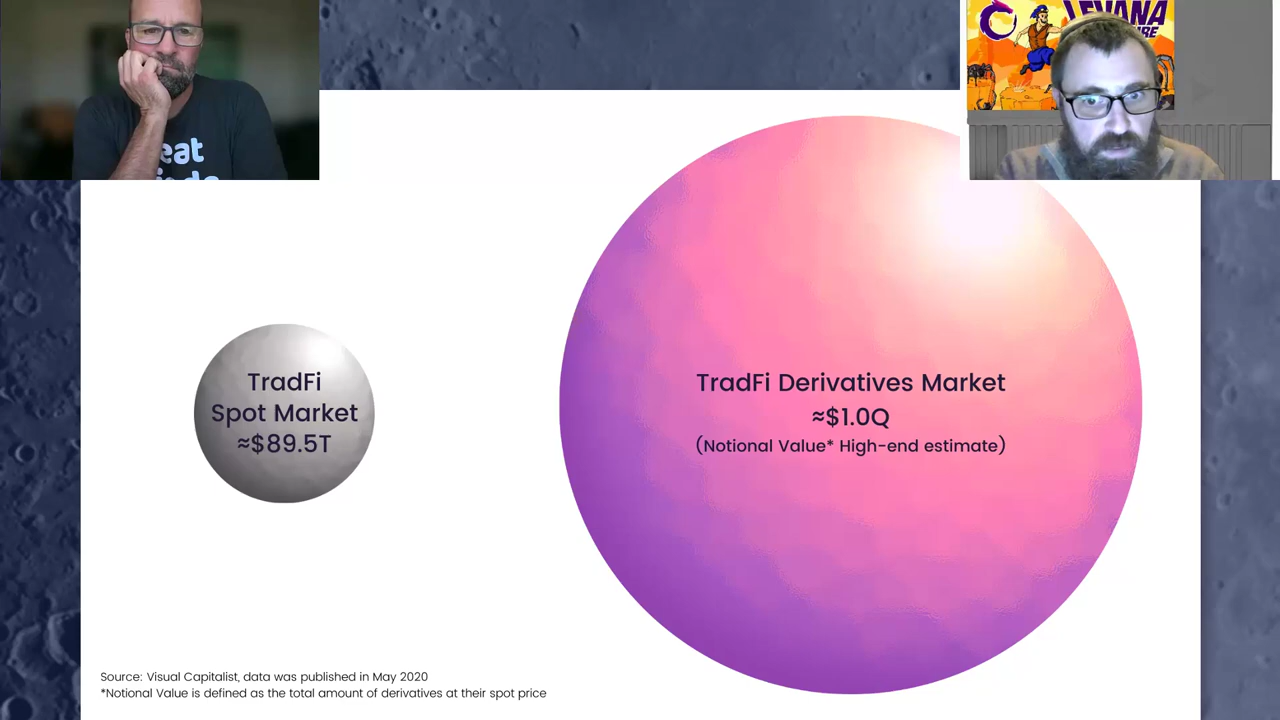 LEVANA
eat
TradFi
Spot Market
≈$89.5T
TradFi Derivatives Market
≈$1.0Q
(Notional Value* High-end estimate)
Source: Visual Capitalist, data was published in May 2020
*Notional Value is defined as the total amount of derivatives at their spot price